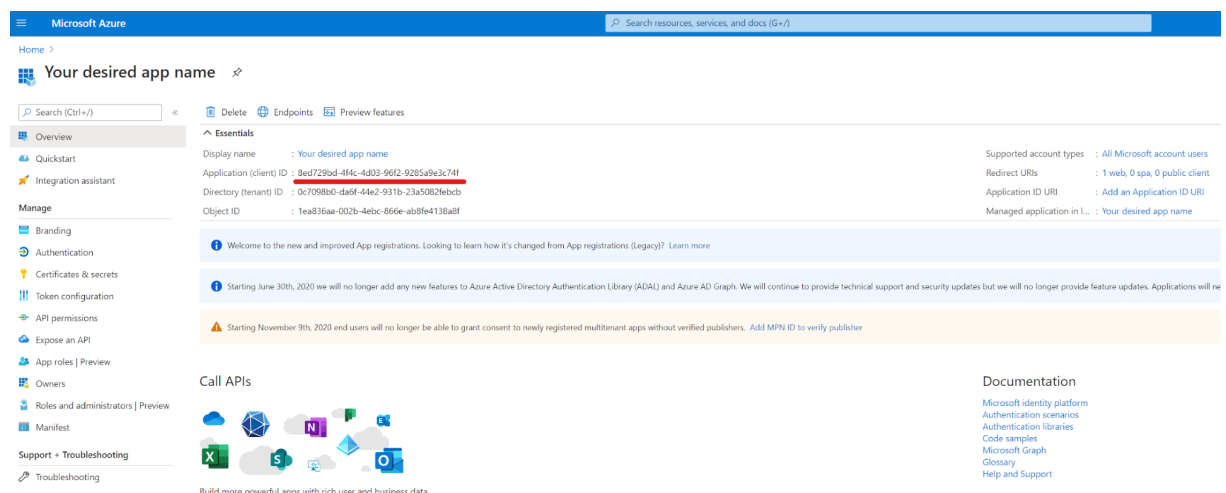 Microsoft Azure
Search resources, services, and docs (G+/)
Home >
Your desired app name
Search (Ctrl+/)
«
Overview
Quickstart
Integration assistant
Manage
Branding
Authentication
Certificates & secrets
Token configuration
API permissions
Expose an API
App roles | Preview
Owners
Roles and administrators | Preview
Manifest
Support + Troubleshooting
Troubleshooting
Delete Endpoints Preview features
Essentials
Display name : Your desired app name
Application (client) ID : 8ed729bd-4f4c-4d03-96f2-9285a9e3c74f
Directory (tenant) ID : 0c7098b0-da6f-44e2-931b-23a5082febcb
Object ID : 1ea836aa-002b-4ebc-866e-ab8fe4138a8f
Supported account types : All Microsoft account users
Redirect URIs : 1 web, 0 spa, 0 public client
Application ID URI : Add an Application ID URI
Managed application in l... : Your desired app name
Welcome to the new and improved App registrations. Looking to learn how it's changed from App registrations (Legacy)? Learn more
Starting June 30th, 2020 we will no longer add any new features to Azure Active Directory Authentication Library (ADAL) and Azure AD Graph. We will continue to provide technical support and security updates but we will no longer provide feature updates. Applications will ne
Starting November 9th, 2020 end users will no longer be able to grant consent to newly registered multitenant apps without verified publishers. Add MPN ID to verify publisher
Call APIs
N
P
E
X
S
O
Build more powerful apps with rich user and business data
Documentation
Microsoft identity platform
Authentication scenarios
Authentication libraries
Code samples
Microsoft Graph
Glossary
Help and Support